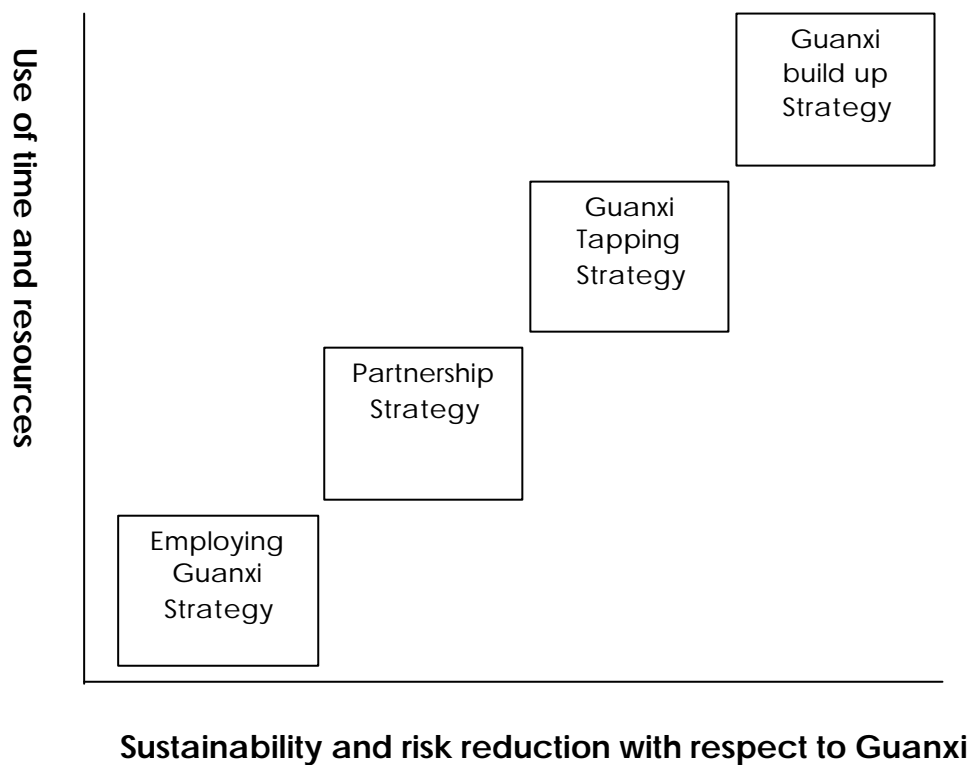 Use of time and resources
Guanxi
build up
Strategy
Guanxi
Tapping
Strategy
Partnership
Strategy
Employing
Guanxi
Strategy
Sustainability and risk reduction with respect to Guanxi